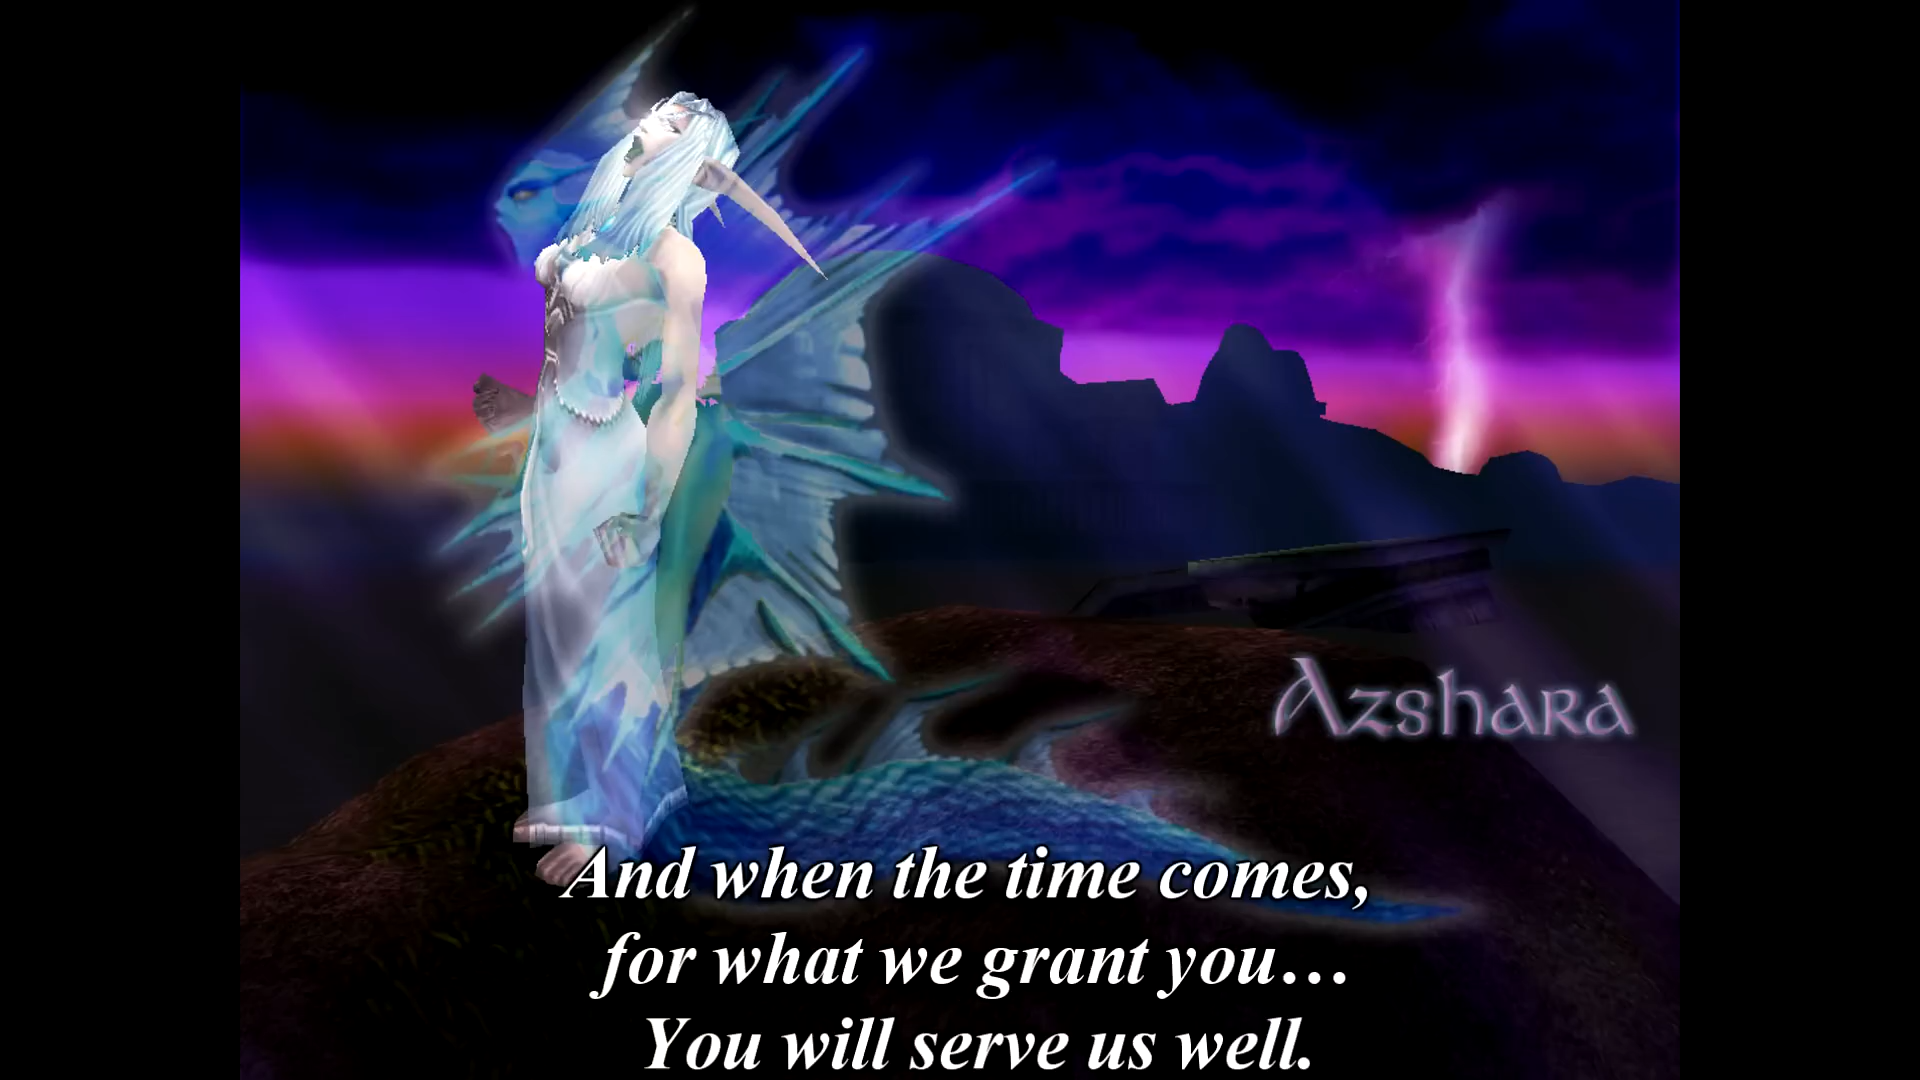 Azshara
And when the time comes,
for what we grant you…
You will serve us well.